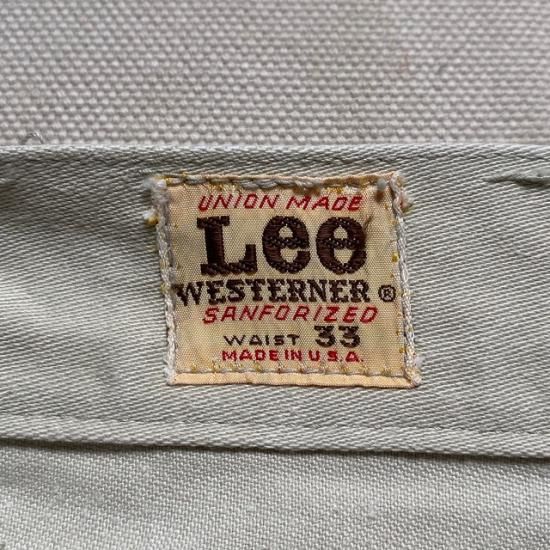 UNION MADE
Lee
WESTERNER ®
SANFORIZED
WAIST 33
MADE IN U.S.A.